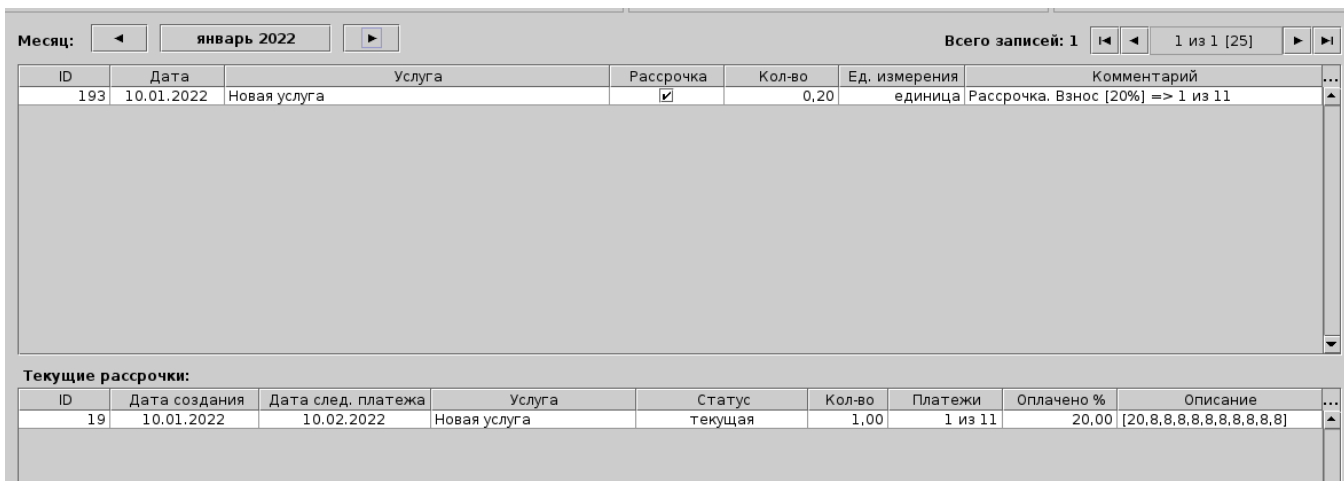 Месяц: январь 2022 Всего записей: 1 1 из 1 [25]
ID Дата Услуга Рассрочка Кол-во Ед. измерения Комментарий ...
193 10.01.2022 Новая услуга 0,20 единица Рассрочка. Взнос [20%] => 1 из 11
Текущие рассрочки:
ID Дата создания Дата след. платежа Услуга Статус Кол-во Платежи Оплачено % Описание ...
19 10.01.2022 10.02.2022 Новая услуга текущая 1,00 1 из 11 20,00 [20,8,8,8,8,8,8,8,8,8,8]